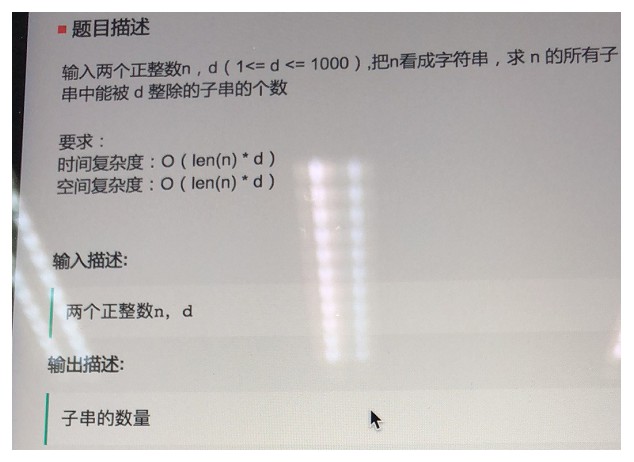 题目描述
输入两个正整数n，d（1<= d <= 1000）,把n看成字符串，求 n 的所有子
串中能被 d 整除的子串的个数
要求：
时间复杂度：O（len(n) * d ）
空间复杂度：O（len(n) * d ）
输入描述:
两个正整数n，d
输出描述:
子串的数量